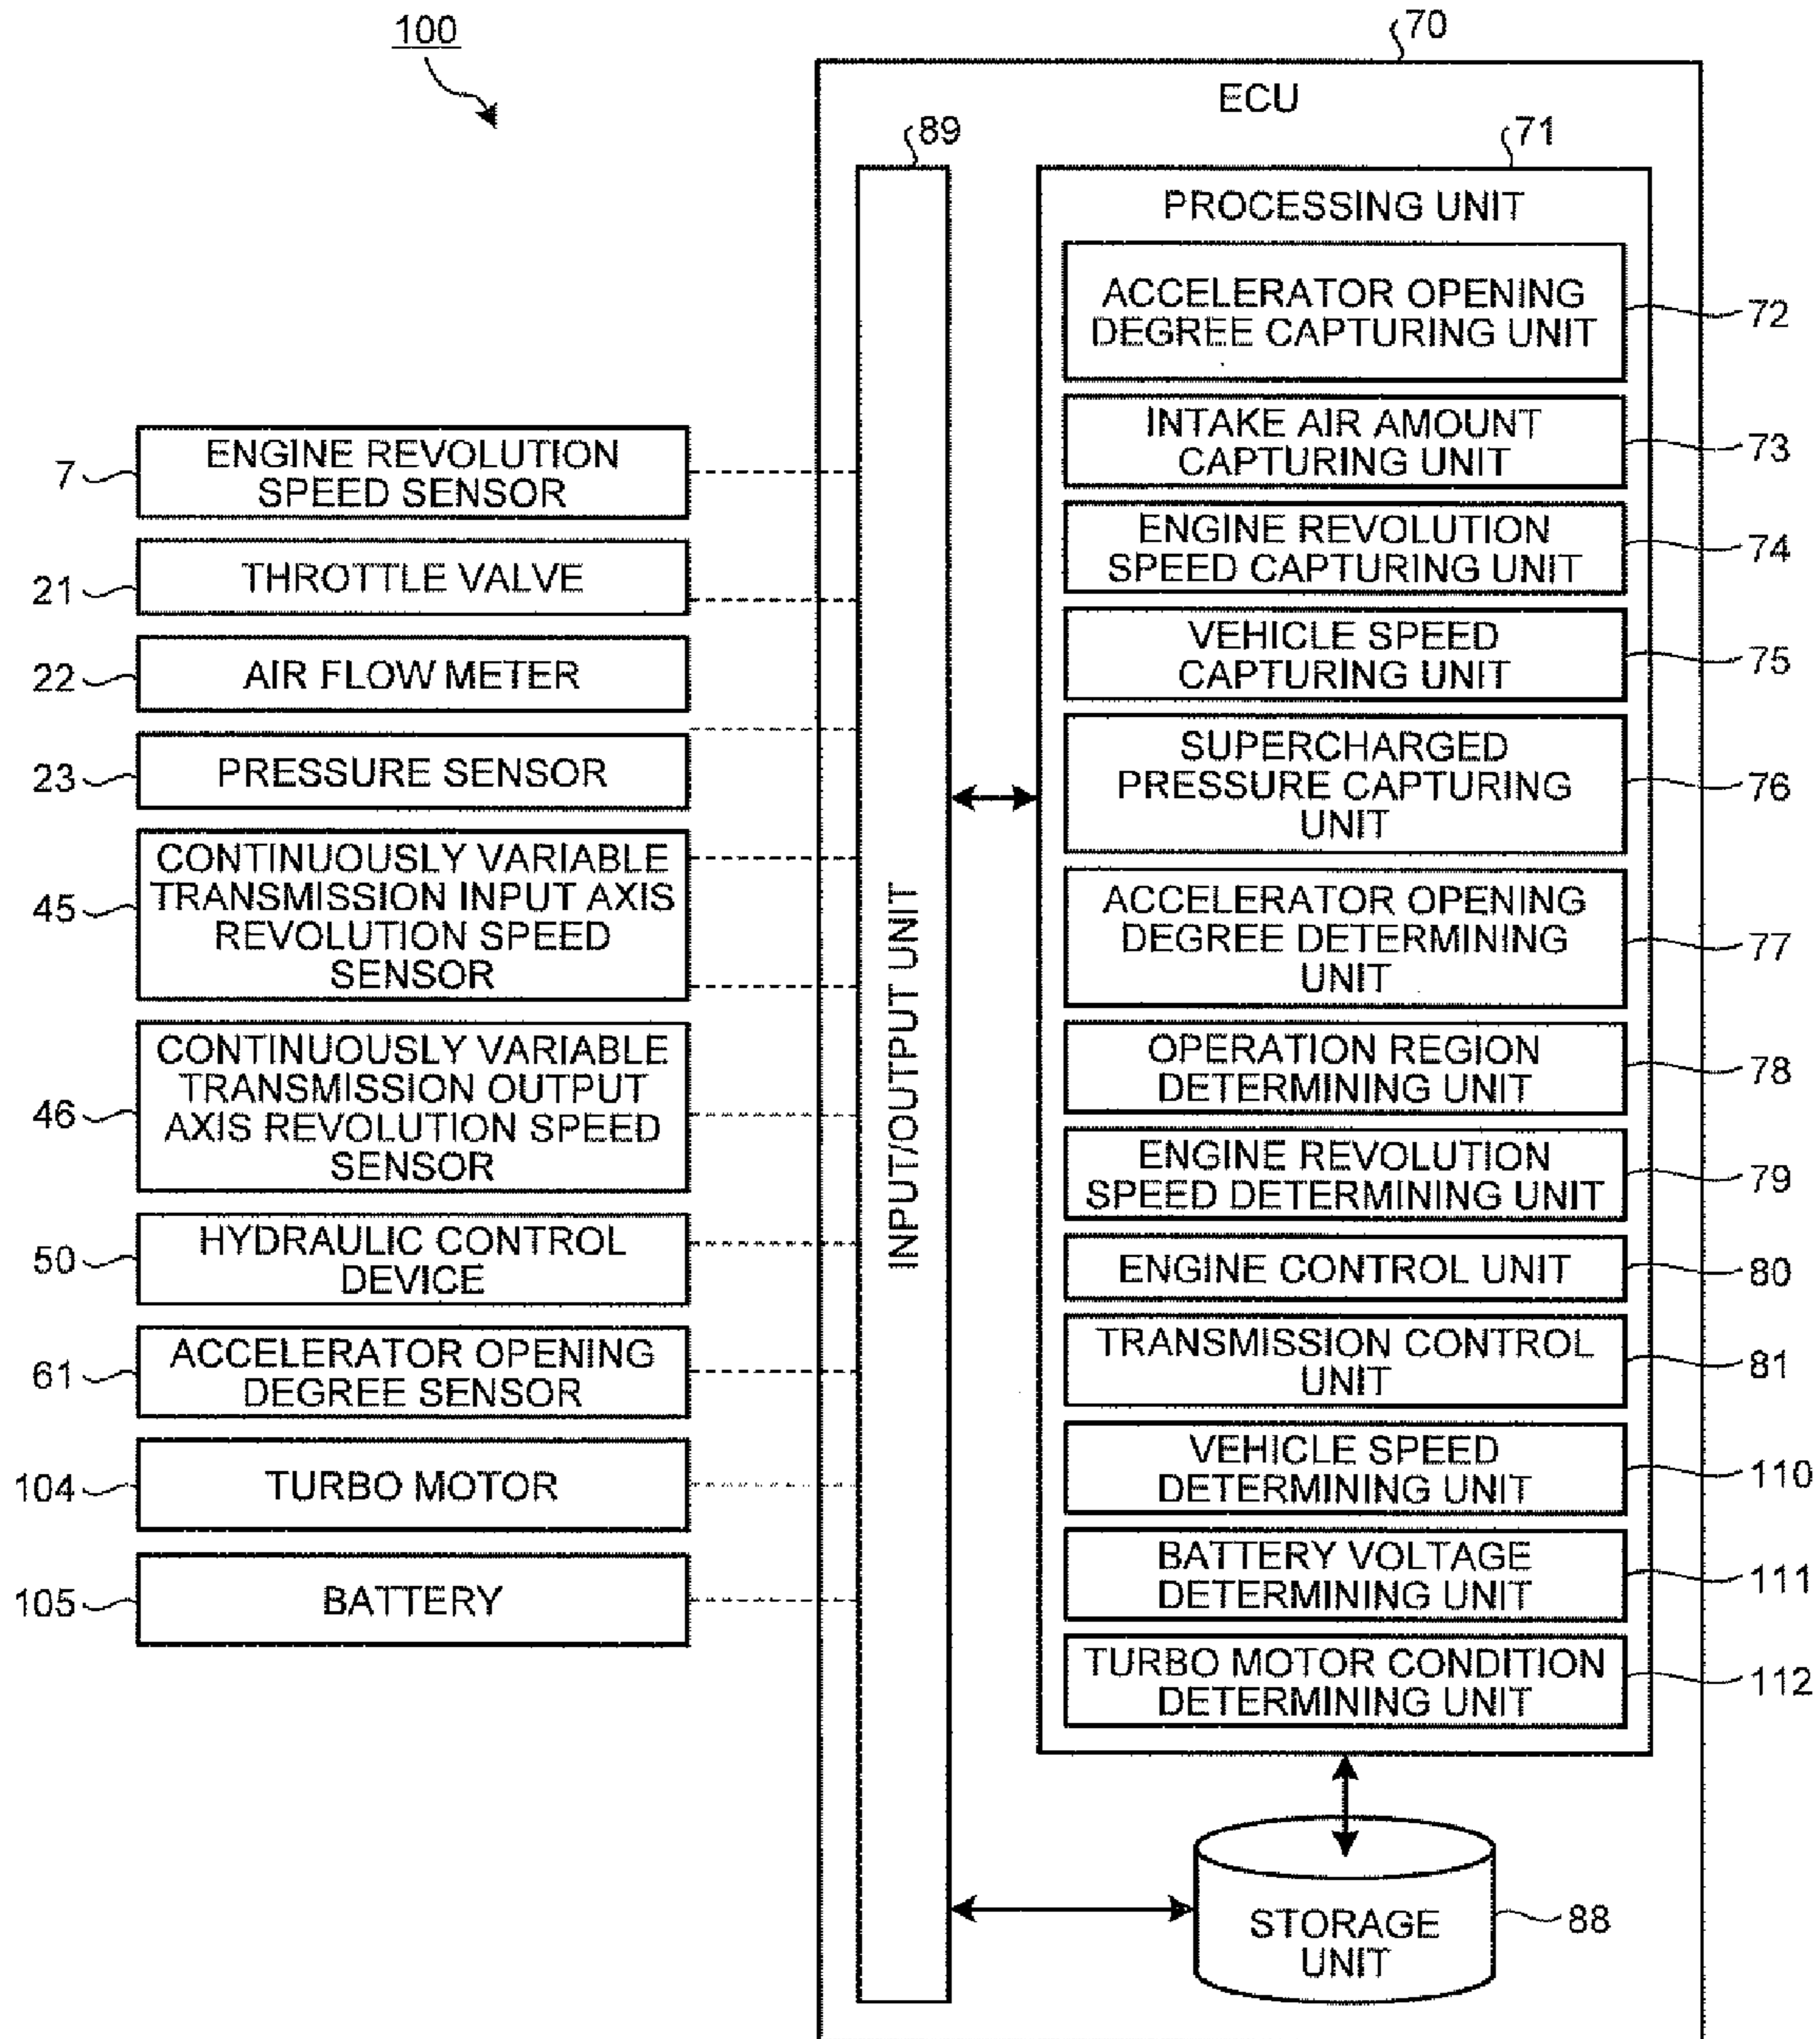 100
70
ECU
89
71
PROCESSING UNIT
ACCELERATOR OPENING
DEGREE CAPTURING UNIT
72
INTAKE AIR AMOUNT
CAPTURING UNIT
73
ENGINE REVOLUTION
SPEED CAPTURING UNIT
74
VEHICLE SPEED
CAPTURING UNIT
75
SUPERCHARGED
PRESSURE CAPTURING
UNIT
76
ACCELERATOR OPENING
DEGREE DETERMINING
UNIT
77
OPERATION REGION
DETERMINING UNIT
78
ENGINE REVOLUTION
SPEED DETERMINING UNIT
79
ENGINE CONTROL UNIT
80
TRANSMISSION CONTROL
UNIT
81
VEHICLE SPEED
DETERMINING UNIT
110
BATTERY VOLTAGE
DETERMINING UNIT
111
TURBO MOTOR CONDITION
DETERMINING UNIT
112
INPUT/OUTPUT UNIT
7
ENGINE REVOLUTION
SPEED SENSOR
21
THROTTLE VALVE
22
AIR FLOW METER
23
PRESSURE SENSOR
45
CONTINUOUSLY VARIABLE
TRANSMISSION INPUT AXIS
REVOLUTION SPEED
SENSOR
46
CONTINUOUSLY VARIABLE
TRANSMISSION OUTPUT
AXIS REVOLUTION SPEED
SENSOR
50
HYDRAULIC CONTROL
DEVICE
61
ACCELERATOR OPENING
DEGREE SENSOR
104
TURBO MOTOR
105
BATTERY
STORAGE
UNIT
88